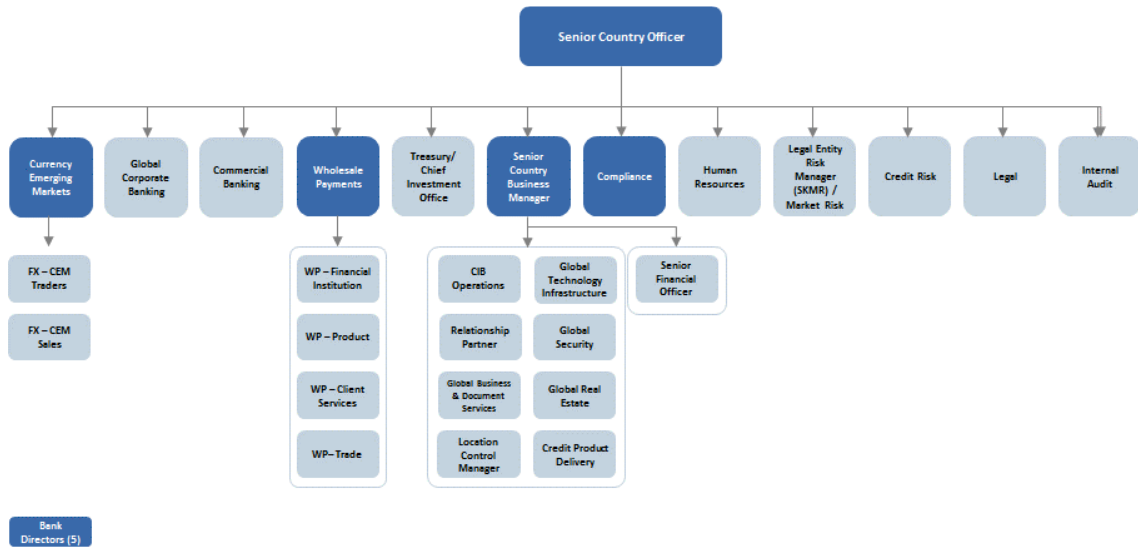 Senior Country Officer
Currency
Emerging
Markets
Global
Corporate
Banking
Commercial
Banking
Wholesale
Payments
Treasury/
Chief
Investment
Office
Senior
Country
Business
Manager
Compliance
Human
Resources
Legal Entity
Risk
Manager
(SKMR) /
Market Risk
Credit Risk
Legal
Internal
Audit
FX – CEM
Traders
FX – CEM
Sales
WP – Financial
Institution
WP – Product
WP – Client
Services
WP– Trade
CIB
Operations
Global
Technology
Infrastructure
Relationship
Partner
Global
Security
Global Business
& Document
Services
Global Real
Estate
Location
Control
Manager
Credit Product
Delivery
Senior
Financial
Officer
Bank
Directors (5)